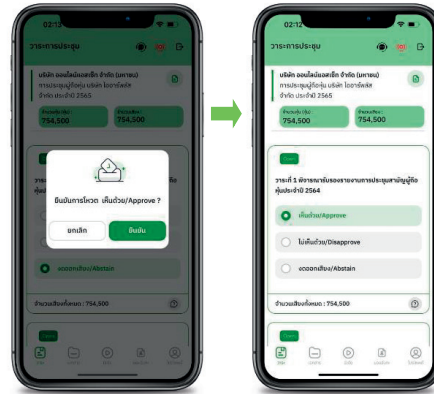 02:12
วาระการประชุม
บริษัท ออนไลน์แอสเซ็ท จำกัด (มหาชน)
การประชุมผู้ถือหุ้น บริษัท ไออาร์พลัส
จำกัด ประจำปี 2565
754,500
754,500
ยืนยันการโหวต เห็นด้วย/Approve ?
ยกเลิก
ยืนยัน
งดออกเสียง/Abstain
จำนวนเสียงทั้งหมด : 754,500
02:12
วาระการประชุม
บริษัท ออนไลน์แอสเซ็ท จำกัด (มหาชน)
การประชุมผู้ถือหุ้น บริษัท ไออาร์พลัส
จำกัด ประจำปี 2565
754,500
754,500
วาระที่ 1 พิจารณารับรองรายงานการประชุมสามัญผู้ถือ
หุ้นประจำปี 2564
เห็นด้วย/Approve
ไม่เห็นด้วย/Disapprove
งดออกเสียง/Abstain
จำนวนเสียงทั้งหมด : 754,500